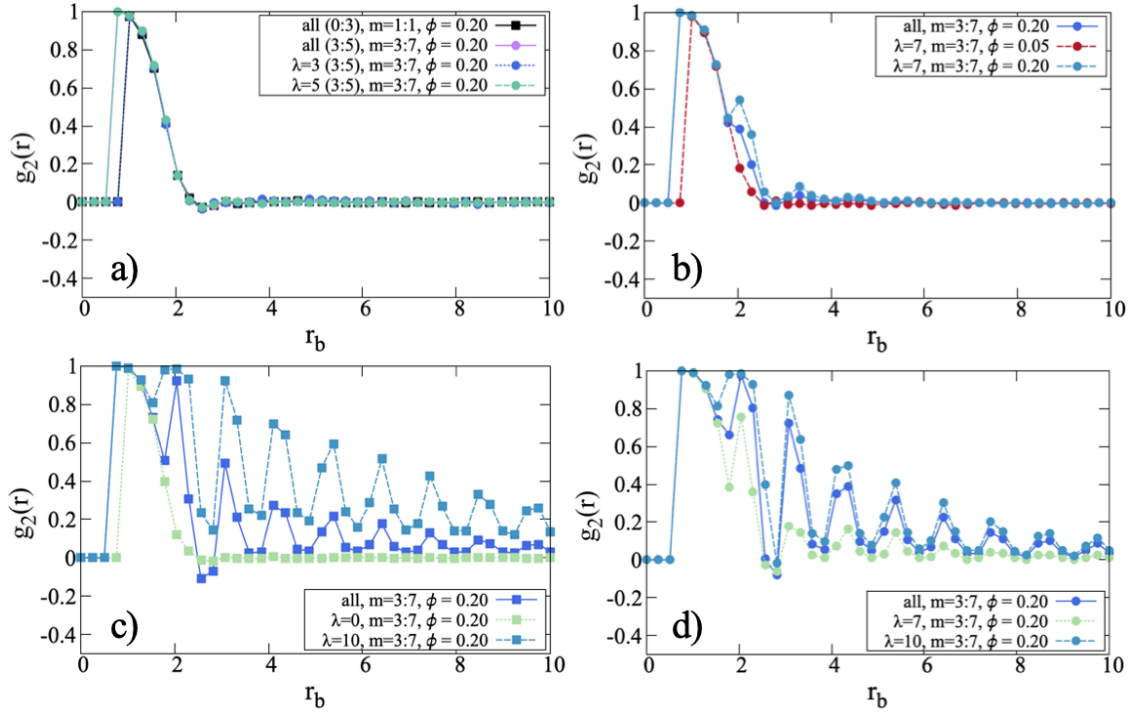 all (0:3), m=1:1, ϕ = 0.20
all (3:5), m=3:7, ϕ = 0.20
λ=3 (3:5), m=3:7, ϕ = 0.20
λ=5 (3:5), m=3:7, ϕ = 0.20
1
0.8
0.6
0.4
0.2
0
-0.2
-0.4
g₂(r)
a)
0 2 4 6 8 10
r_b
all, m=3:7, ϕ = 0.20
λ=7, m=3:7, ϕ = 0.05
λ=7, m=3:7, ϕ = 0.20
1
0.8
0.6
0.4
0.2
0
-0.2
-0.4
g₂(r)
b)
0 2 4 6 8 10
r_b
1
0.8
0.6
0.4
0.2
0
-0.2
-0.4
g₂(r)
c)
all, m=3:7, ϕ = 0.20
λ=0, m=3:7, ϕ = 0.20
λ=10, m=3:7, ϕ = 0.20
0 2 4 6 8 10
r_b
1
0.8
0.6
0.4
0.2
0
-0.2
-0.4
g₂(r)
d)
all, m=3:7, ϕ = 0.20
λ=7, m=3:7, ϕ = 0.20
λ=10, m=3:7, ϕ = 0.20
0 2 4 6 8 10
r_b